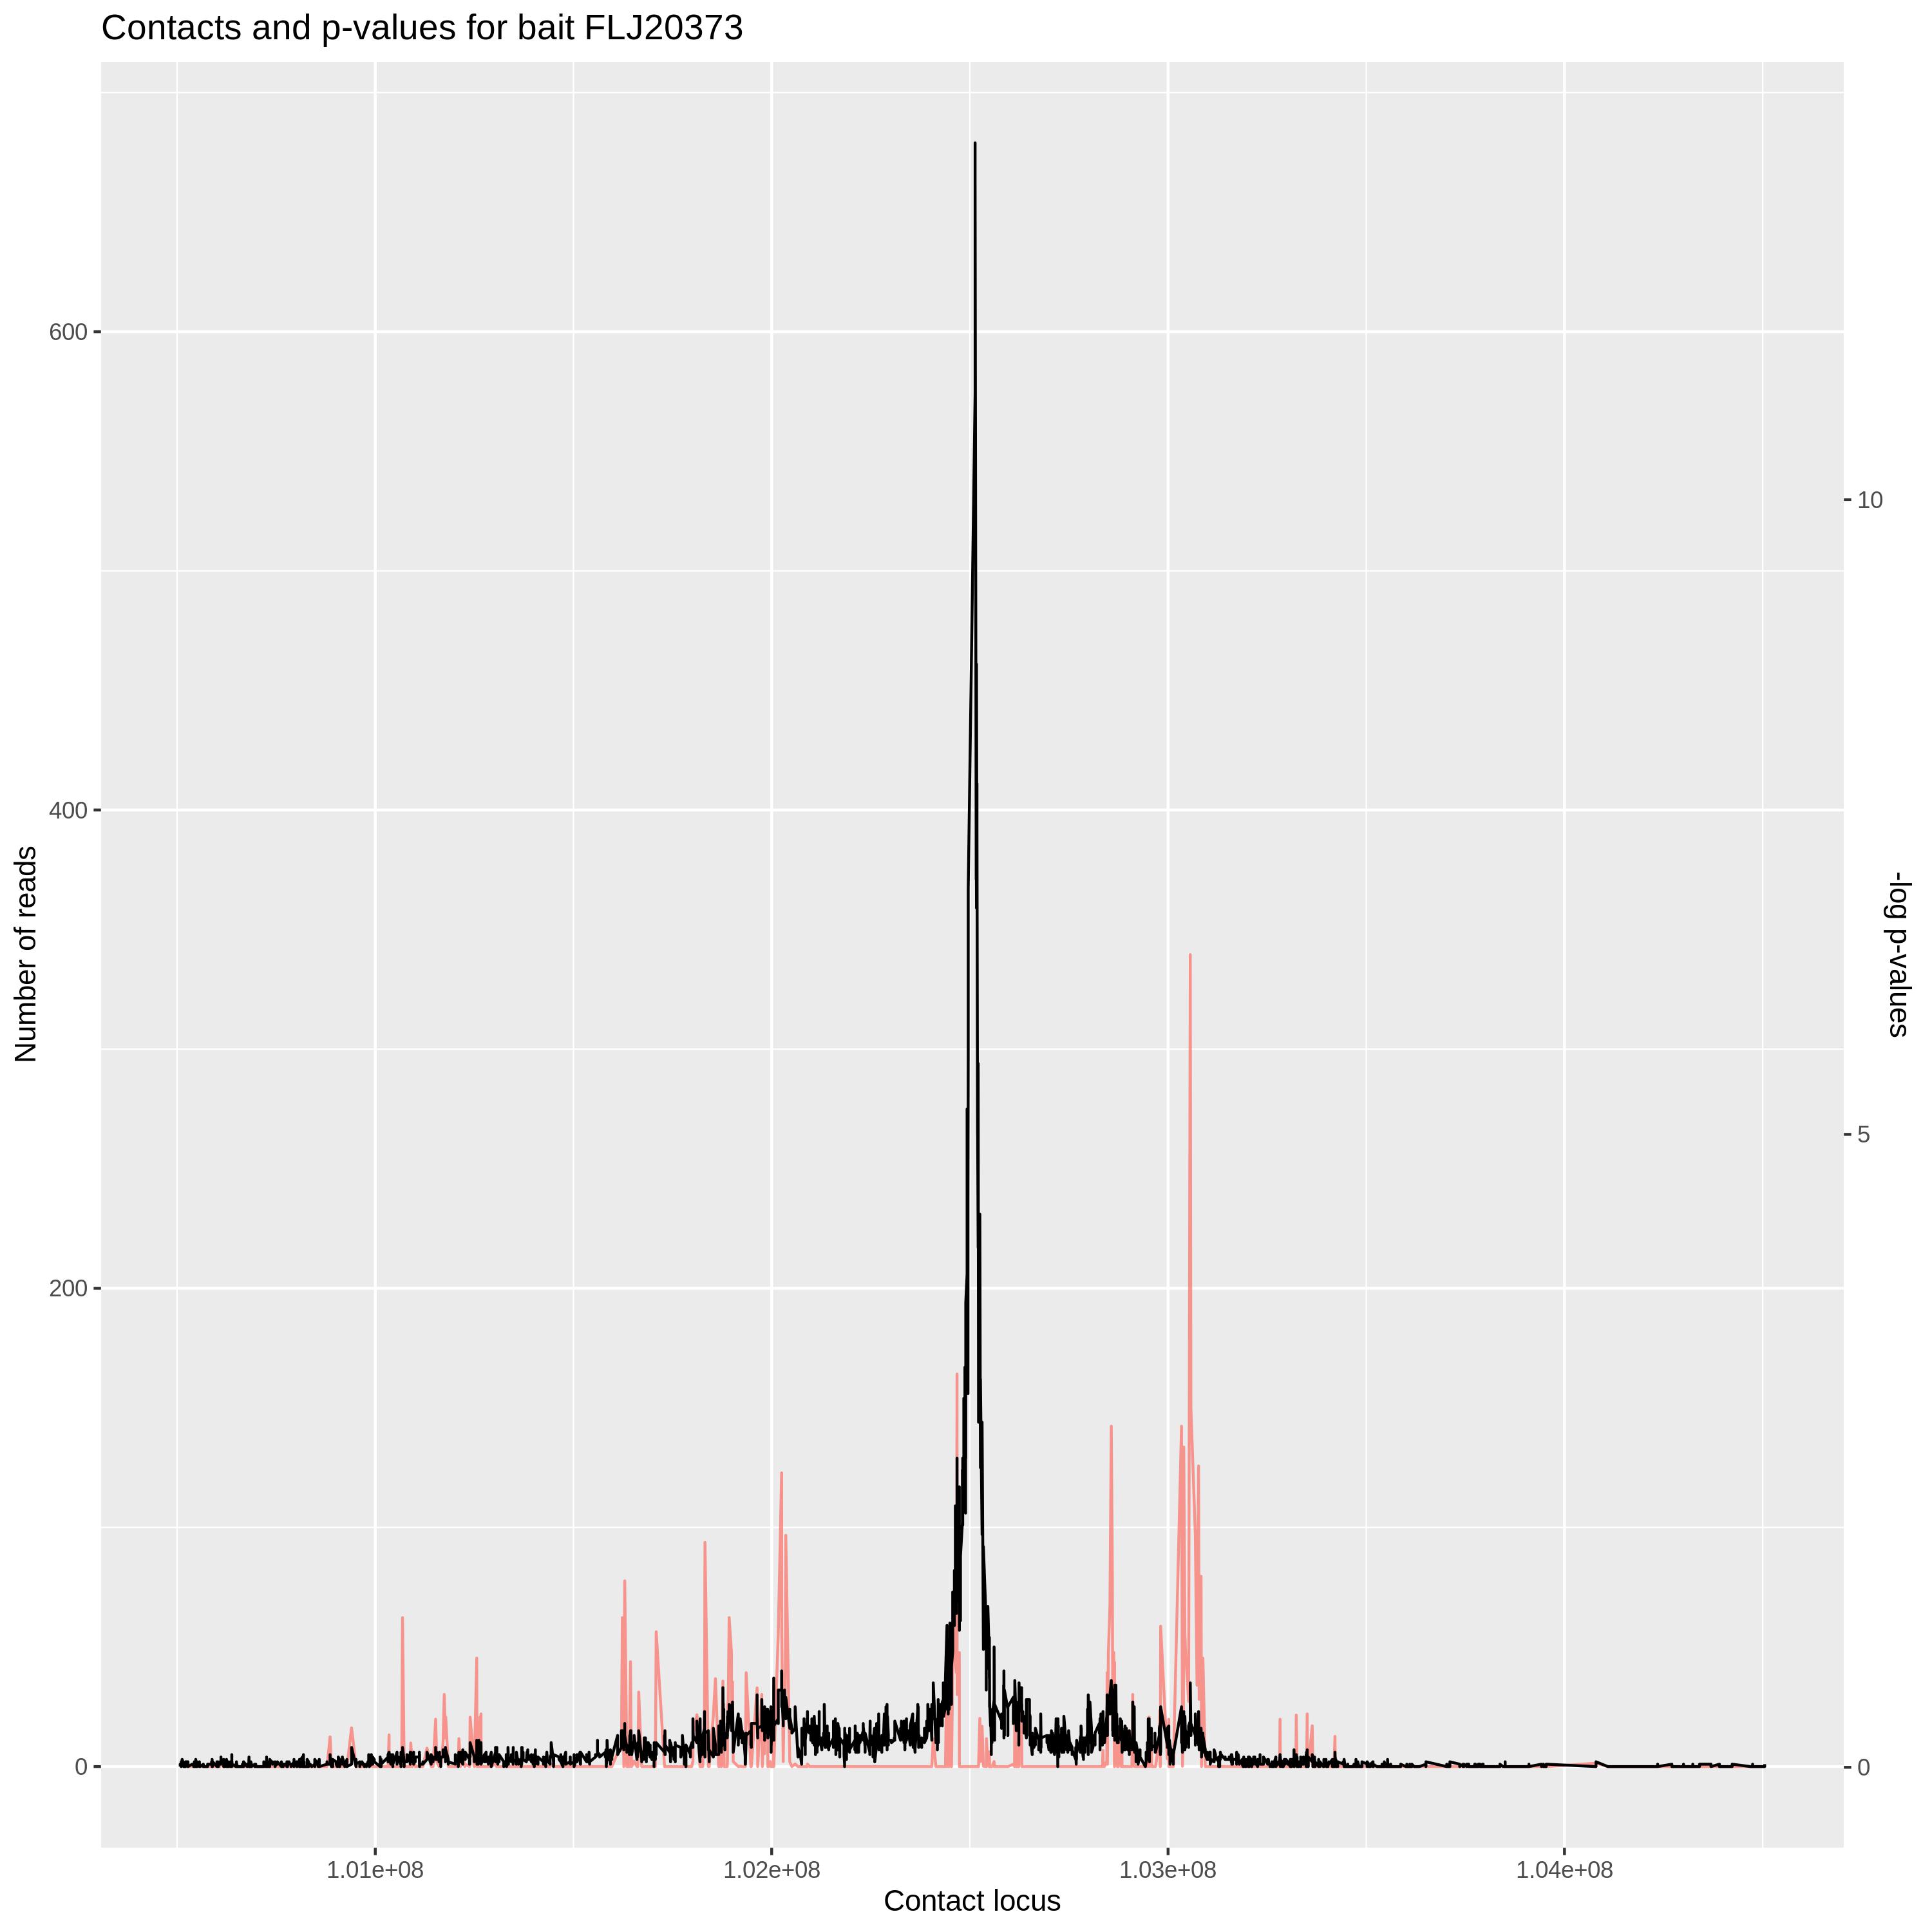 Contacts and p-values for bait FLJ20373
600
400
200
0
Number of reads
10
5
0
-log p-values
1.01e+08
1.02e+08
1.03e+08
1.04e+08
Contact locus